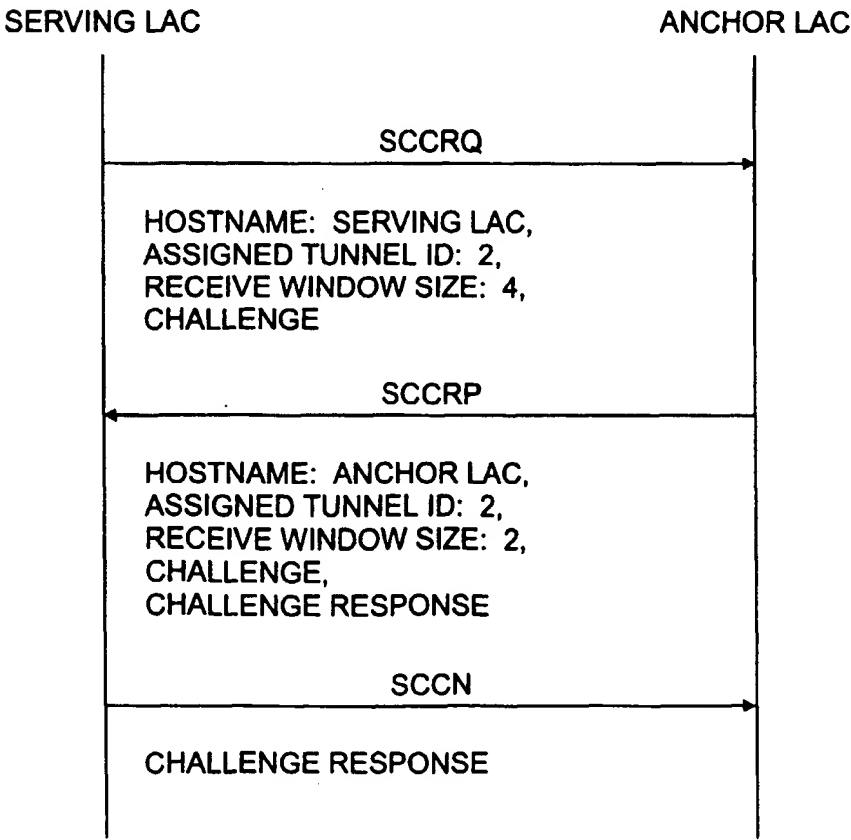 SERVING LAC
ANCHOR LAC
SCCRQ
HOSTNAME: SERVING LAC,
ASSIGNED TUNNEL ID: 2,
RECEIVE WINDOW SIZE: 4,
CHALLENGE
SCCRP
HOSTNAME: ANCHOR LAC,
ASSIGNED TUNNEL ID: 2,
RECEIVE WINDOW SIZE: 2,
CHALLENGE,
CHALLENGE RESPONSE
SCCN
CHALLENGE RESPONSE